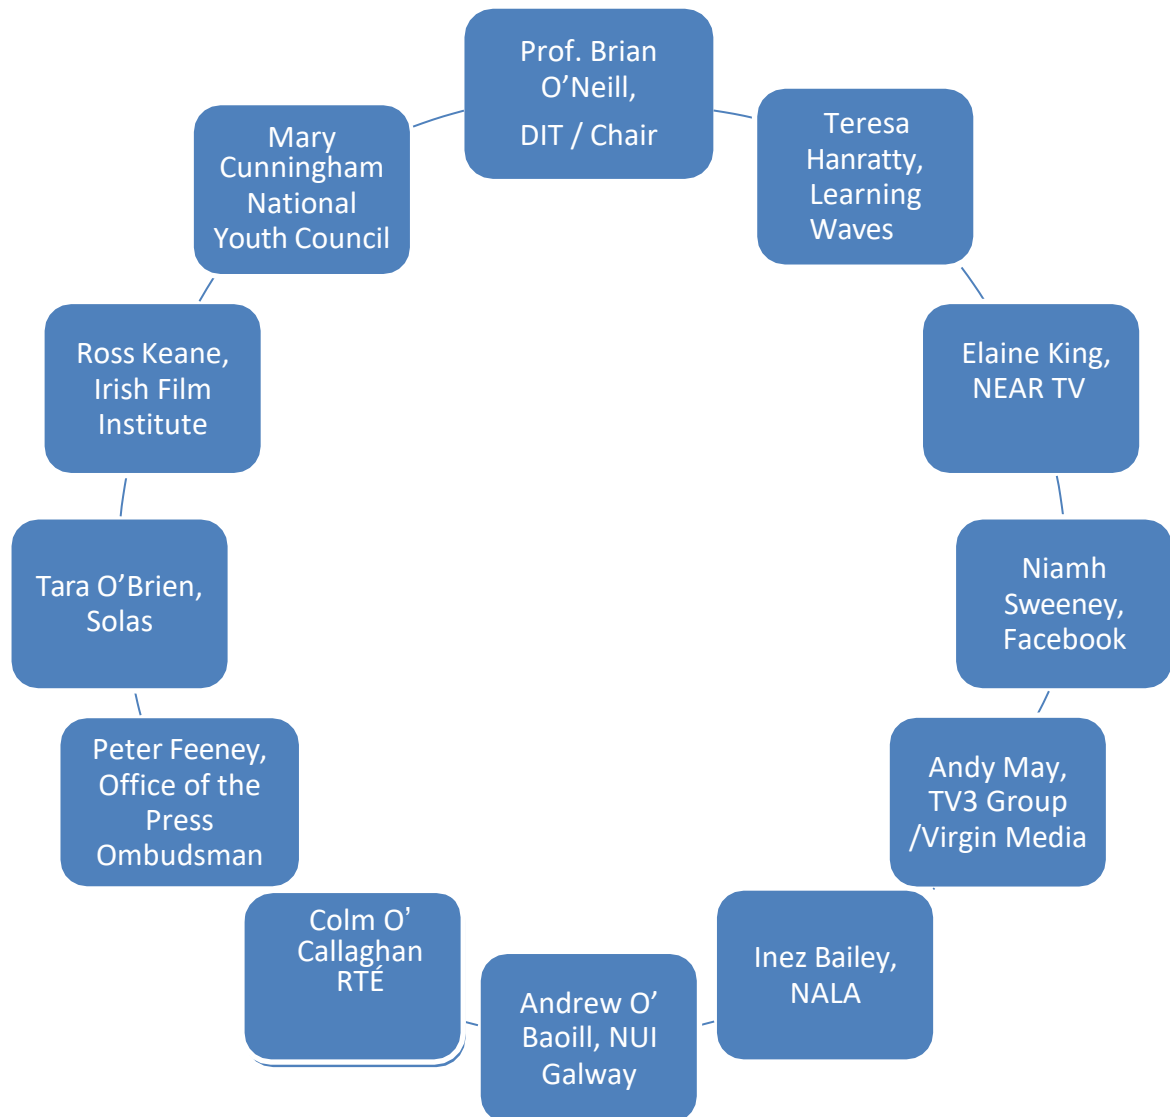 Prof. Brian
O’Neill,
DIT / Chair
Teresa
Hanratty,
Learning
Waves
Elaine King,
NEAR TV
Niamh
Sweeney,
Facebook
Andy May,
TV3 Group
/Virgin Media
Inez Bailey,
NALA
Andrew O’
Baoill, NUI
Galway
Colm O’
Callaghan
RTÉ
Peter Feeney,
Office of the
Press
Ombudsman
Tara O’Brien,
Solas
Ross Keane,
Irish Film
Institute
Mary
Cunningham
National
Youth Council